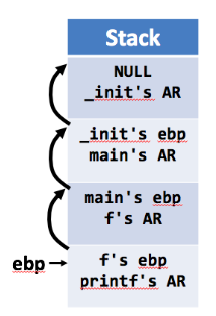 Stack
NULL
_init's AR
_init's ebp
main's AR
main's ebp
f's AR
ebp
f's ebp
printf's AR